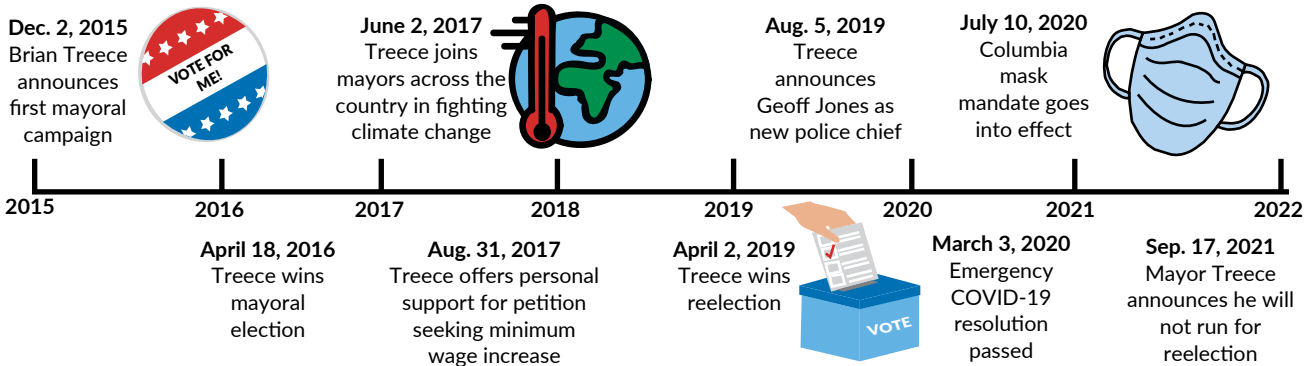 Dec. 2, 2015
Brian Treece
announces
first mayoral
campaign
VOTE FOR
ME!
June 2, 2017
Treece joins
mayors across the
country in fighting
climate change
Aug. 5, 2019
Treece
announces
Geoff Jones as
new police chief
July 10, 2020
Columbia
mask
mandate goes
into effect
2015
2016
2017
2018
2019
2020
2021
2022
April 18, 2016
Treece wins
mayoral
election
Aug. 31, 2017
Treece offers personal
support for petition
seeking minimum
wage increase
April 2, 2019
Treece wins
reelection
VOTE
March 3, 2020
Emergency
COVID-19
resolution
passed
Sep. 17, 2021
Mayor Treece
announces he will
not run for
reelection